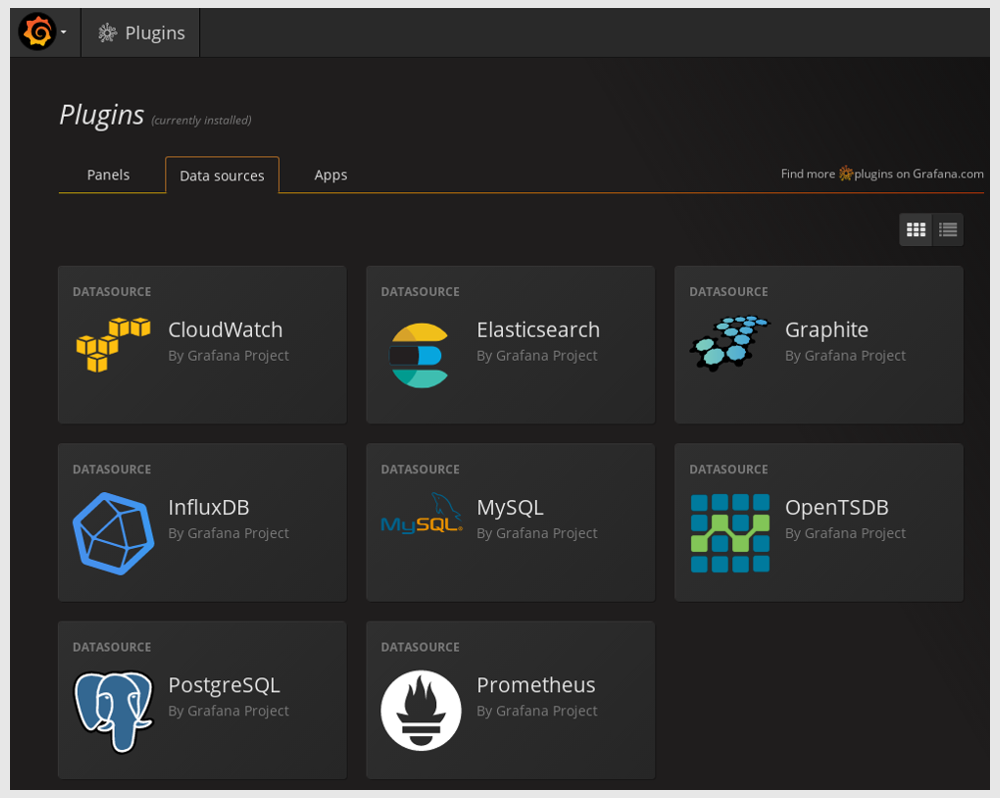 Plugins
Plugins (currently installed)
Panels
Data sources
Apps
Find more plugins on Grafana.com
DATASOURCE
CloudWatch
By Grafana Project
DATASOURCE
Elasticsearch
By Grafana Project
DATASOURCE
Graphite
By Grafana Project
DATASOURCE
InfluxDB
By Grafana Project
DATASOURCE
MySQL
MySQL
By Grafana Project
DATASOURCE
OpenTSDB
By Grafana Project
DATASOURCE
PostgreSQL
By Grafana Project
DATASOURCE
Prometheus
By Grafana Project